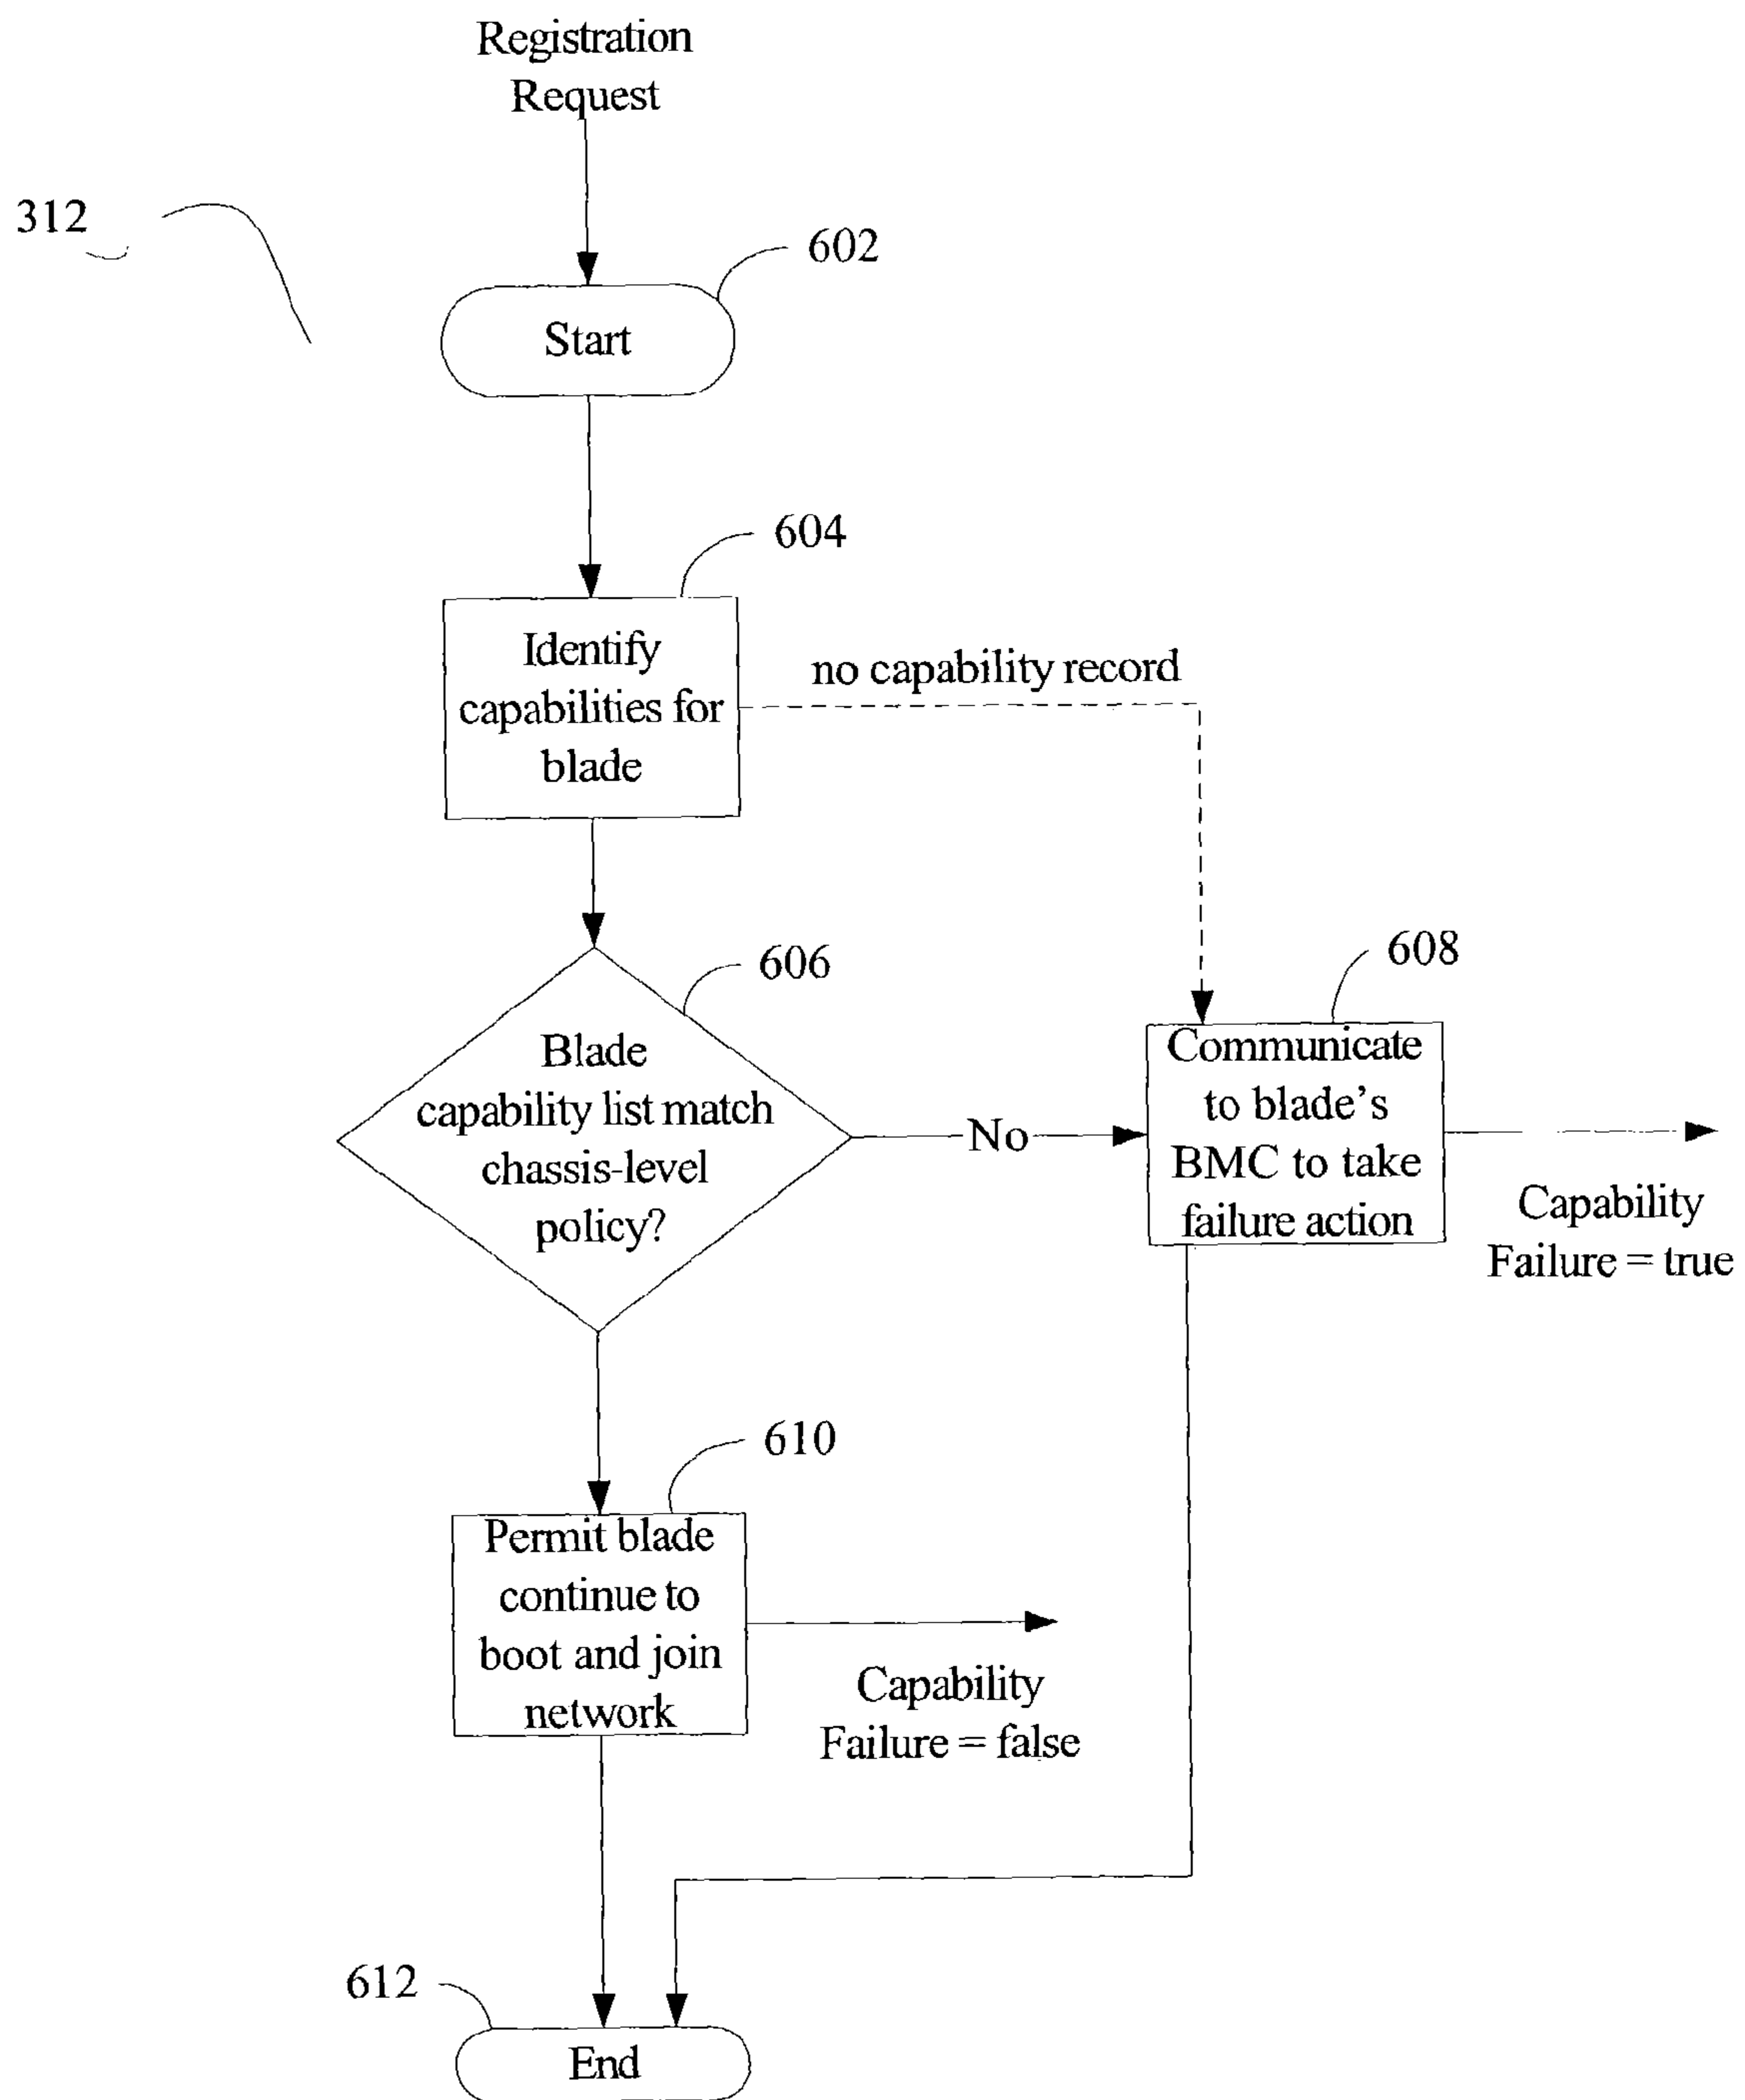 Registration
Request
312
602
Start
604
Identify
capabilities for
blade
no capability record
606
608
Blade
capability list match
chassis-level
policy?
No
Communicate
to blade's
BMC to take
failure action
Capability
Failure = true
610
Permit blade
continue to
boot and join
network
Capability
Failure = false
612
End